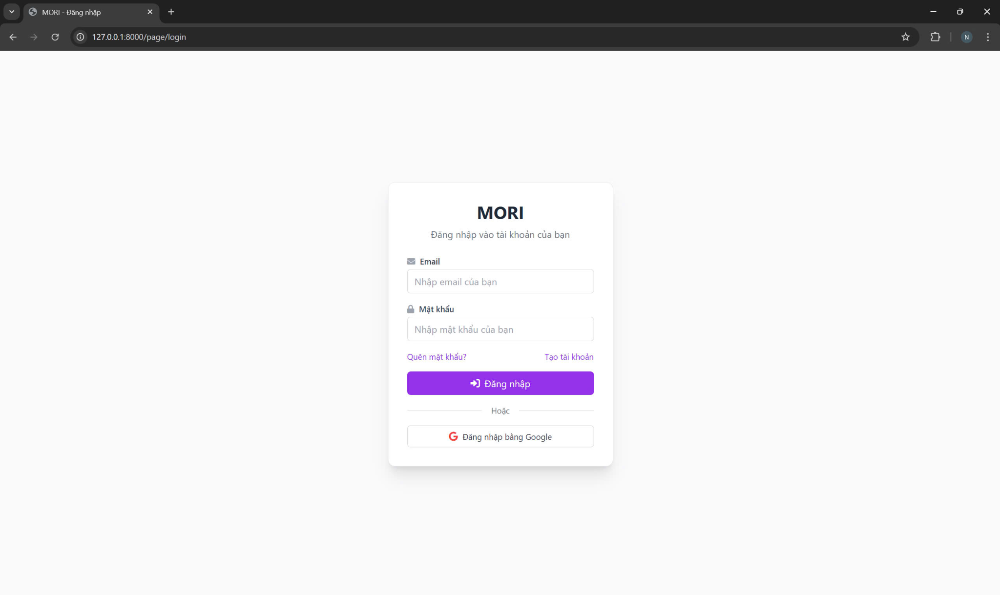 MORI - Đăng nhập
127.0.0.1:8000/page/login
N
MORI
Đăng nhập vào tài khoản của bạn
Email
Nhập email của bạn
Mật khẩu
Nhập mật khẩu của bạn
Quên mật khẩu? Tạo tài khoản
Đăng nhập
Hoặc
Đăng nhập bằng Google